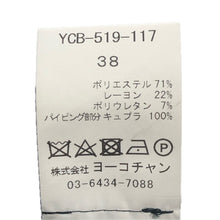 YCB-519-117
38
ポリエステル 71%
レーヨン 22%
ポリウレタン 7%
パイピング部分 キュプラ 100%
株式会社 ヨーコチャン
03-6434-7088